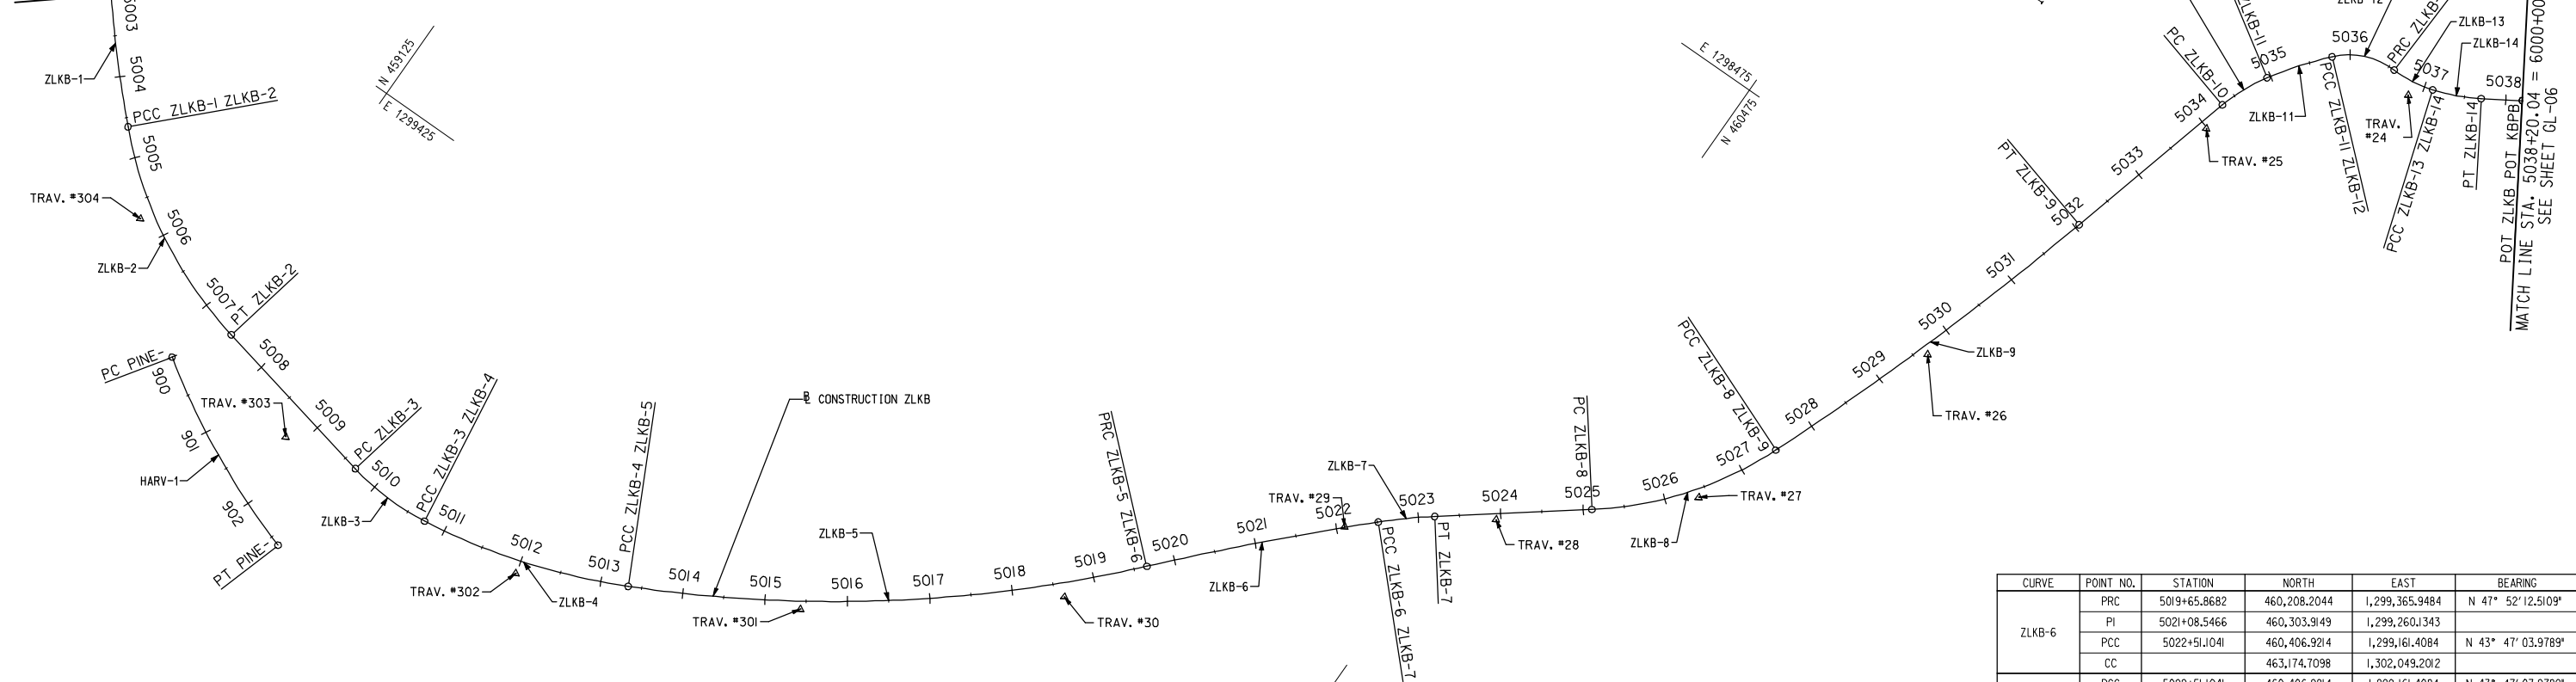 5003
ZLKB-1
5004
PCC ZLKB-1 ZLKB-2
5005
TRAV. #304
5006
ZLKB-2
5007
PT ZLKB-2
5008
PC PINE-
900
901
HARV-1
902
PT PINE-
TRAV. #303
5009
PC ZLKB-3
5010
ZLKB-3
PCC ZLKB-3 ZLKB-4
5011
5012
TRAV. #302
ZLKB-4
5013
PCC ZLKB-4 ZLKB-5
N 459125
E 1299425
BL CONSTRUCTION ZLKB
5014
5015
TRAV. #301
ZLKB-5
5016
5017
5018
5019
TRAV. #30
PRC ZLKB-5 ZLKB-6
5020
5021
ZLKB-6
TRAV. #29
5022
ZLKB-7
5023
PCC ZLKB-6 ZLKB-7
PT ZLKB-7
5024
TRAV. #28
PC ZLKB-8
5025
5026
ZLKB-8
TRAV. #27
5027
PCC ZLKB-8 ZLKB-9
5028
5029
ZLKB-9
TRAV. #26
5030
5031
PT ZLKB-9
5032
5033
E 1298475
N 460475
5034
PC ZLKB-10
TRAV. #25
ZLKB-11
5035
ZLKB-11
5036
PCC ZLKB-11 ZLKB-12
ZLKB-12
PRC ZLKB-
ZLKB-13
ZLKB-14
5037
TRAV.
#24
PCC ZLKB-13 ZLKB-14
5038
PT ZLKB-14
POT ZLKB POT KBPB
MATCH LINE STA. 5038+20.04 = 6000+00
SEE SHEET GL-06
CURVE POINT NO. STATION NORTH EAST BEARING
ZLKB-6
PRC 5019+65.8682 460,208.2044 1,299,365.9484 N 47° 52' 12.5109"
PI 5021+08.5466 460,303.9149 1,299,260.1343
PCC 5022+51.1041 460,406.9214 1,299,161.4084 N 43° 47' 03.9789"
CC 463,174.7098 1,302,049.2012